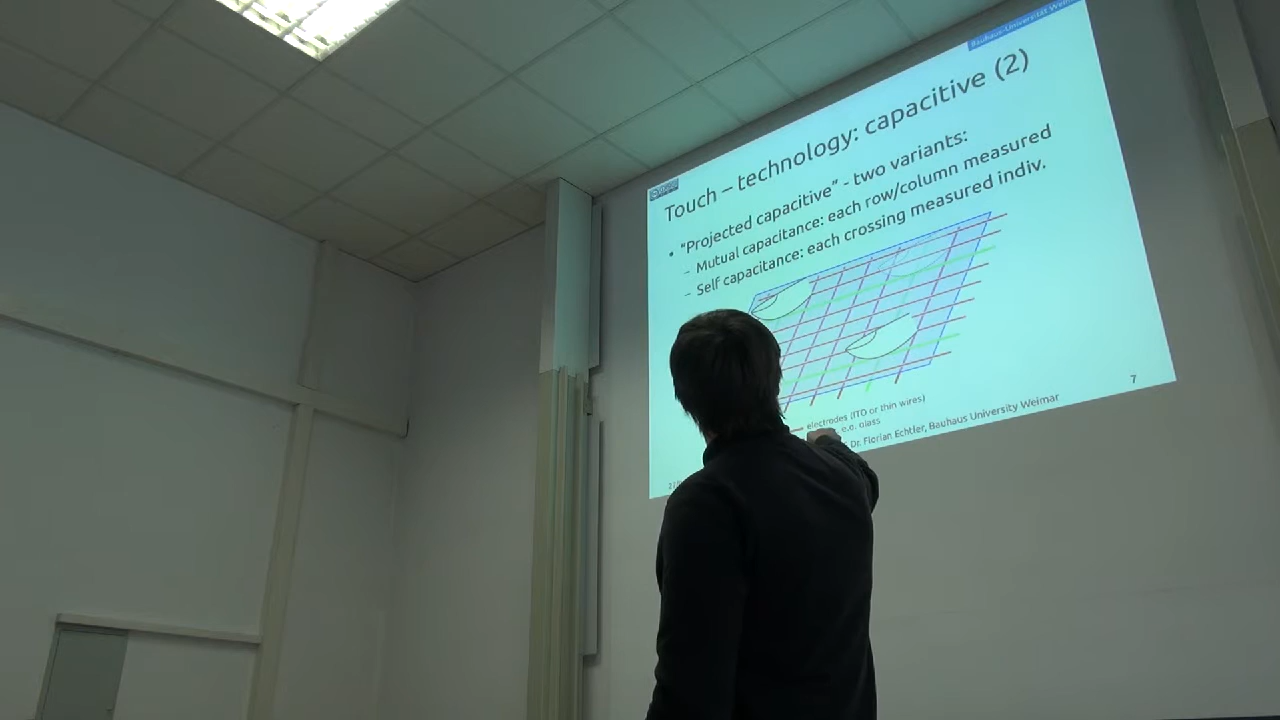 Bauhaus-Universität Weimar
Touch – technology: capacitive (2)
• "Projected capacitive" - two variants:
– Mutual capacitance: each row/column measured
– Self capacitance: each crossing measured indiv.
electrodes (ITO or thin wires)
e.g. glass
7
Dr. Florian Echtler, Bauhaus University Weimar